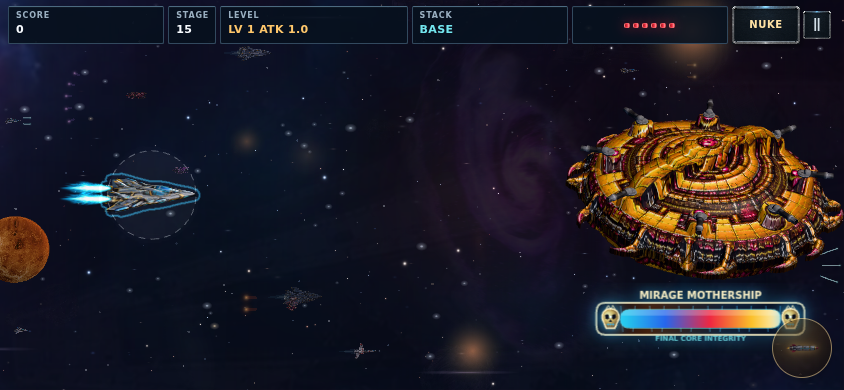 SCORE
0
STAGE
15
LEVEL
LV 1 ATK 1.0
STACK
BASE
NUKE
MIRAGE MOTHERSHIP
FINAL CORE INTEGRITY